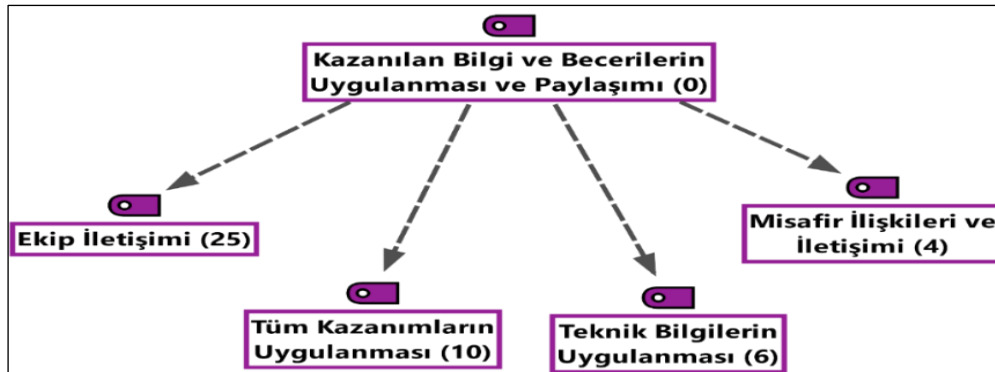 Kazanılan Bilgi ve Becerilerin
Uygulanması ve Paylaşımı (0)
Ekip İletişimi (25)
Tüm Kazanımların
Uygulanması (10)
Teknik Bilgilerin
Uygulanması (6)
Misafir İlişkileri ve
İletişimi (4)